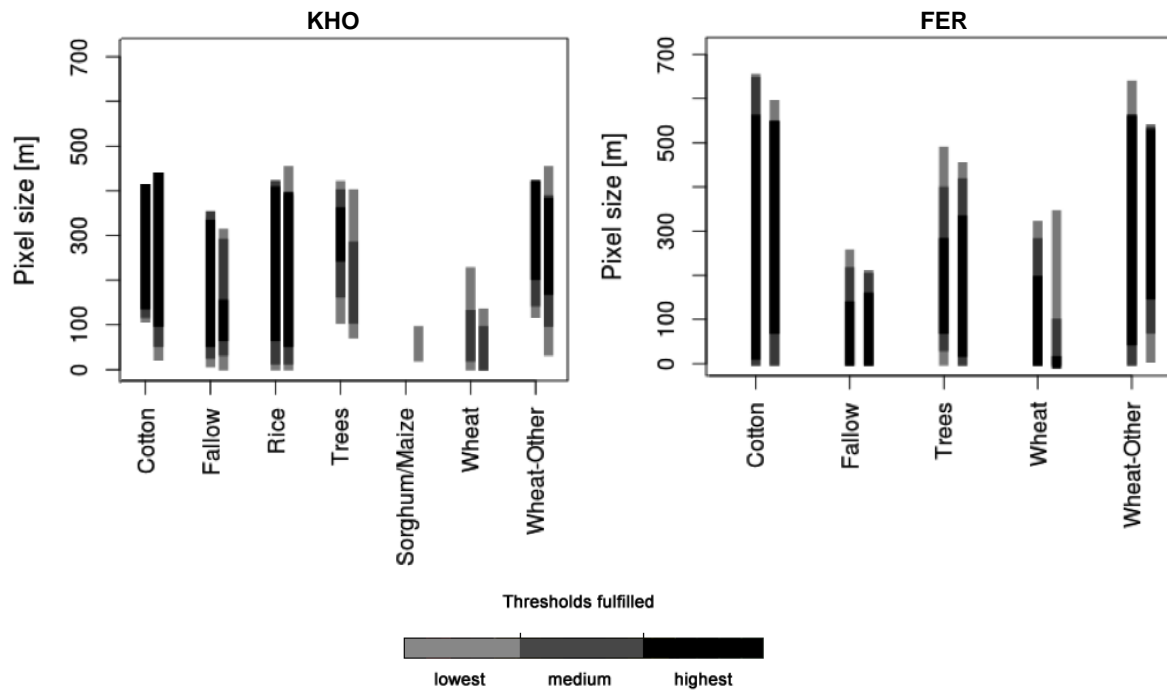 KHO
Pixel size [m]
700
500
300
100
0
Cotton
Fallow
Rice
Trees
Sorghum/Maize
Wheat
Wheat-Other
FER
Pixel size [m]
700
500
300
100
0
Cotton
Fallow
Trees
Wheat
Wheat-Other
Thresholds fulfilled
lowest medium highest